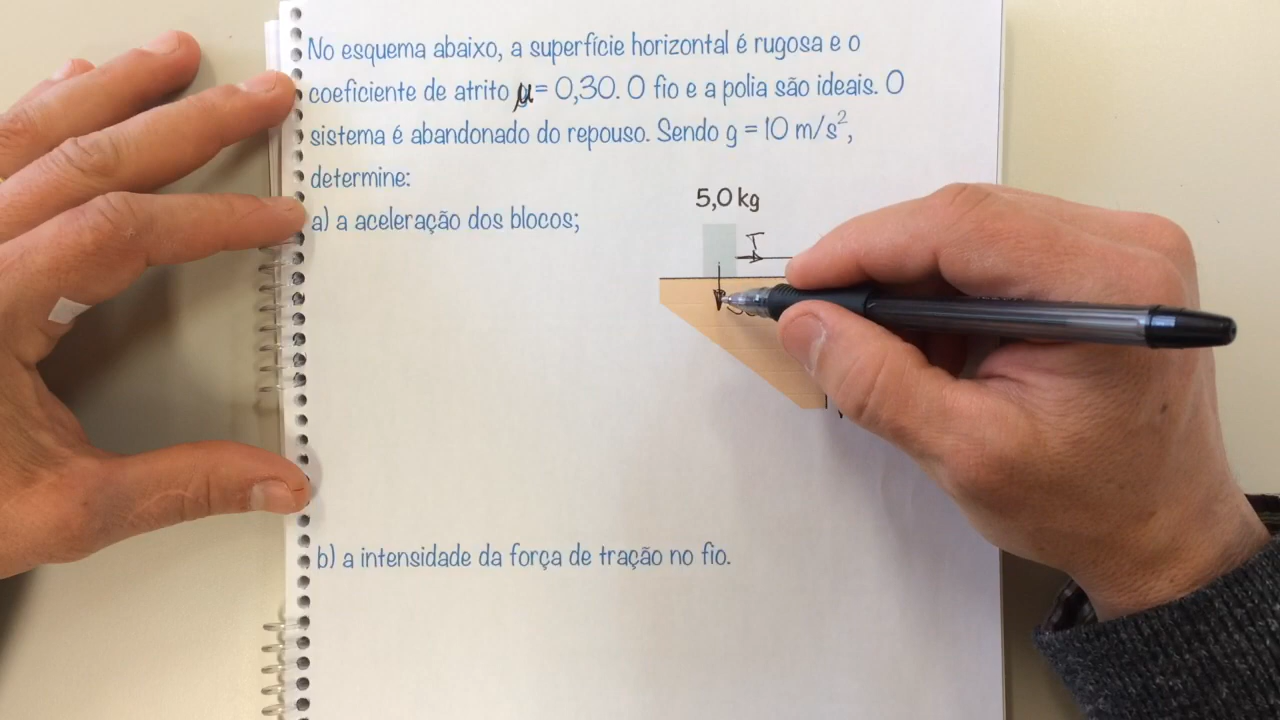 No esquema abaixo, a superfície horizontal é rugosa e o
coeficiente de atrito μ = 0,30. O fio e a polia são ideais. O
sistema é abandonado do repouso. Sendo g = 10 m/s²,
determine:
a) a aceleração dos blocos;
5,0 kg
T
b) a intensidade da força de tração no fio.